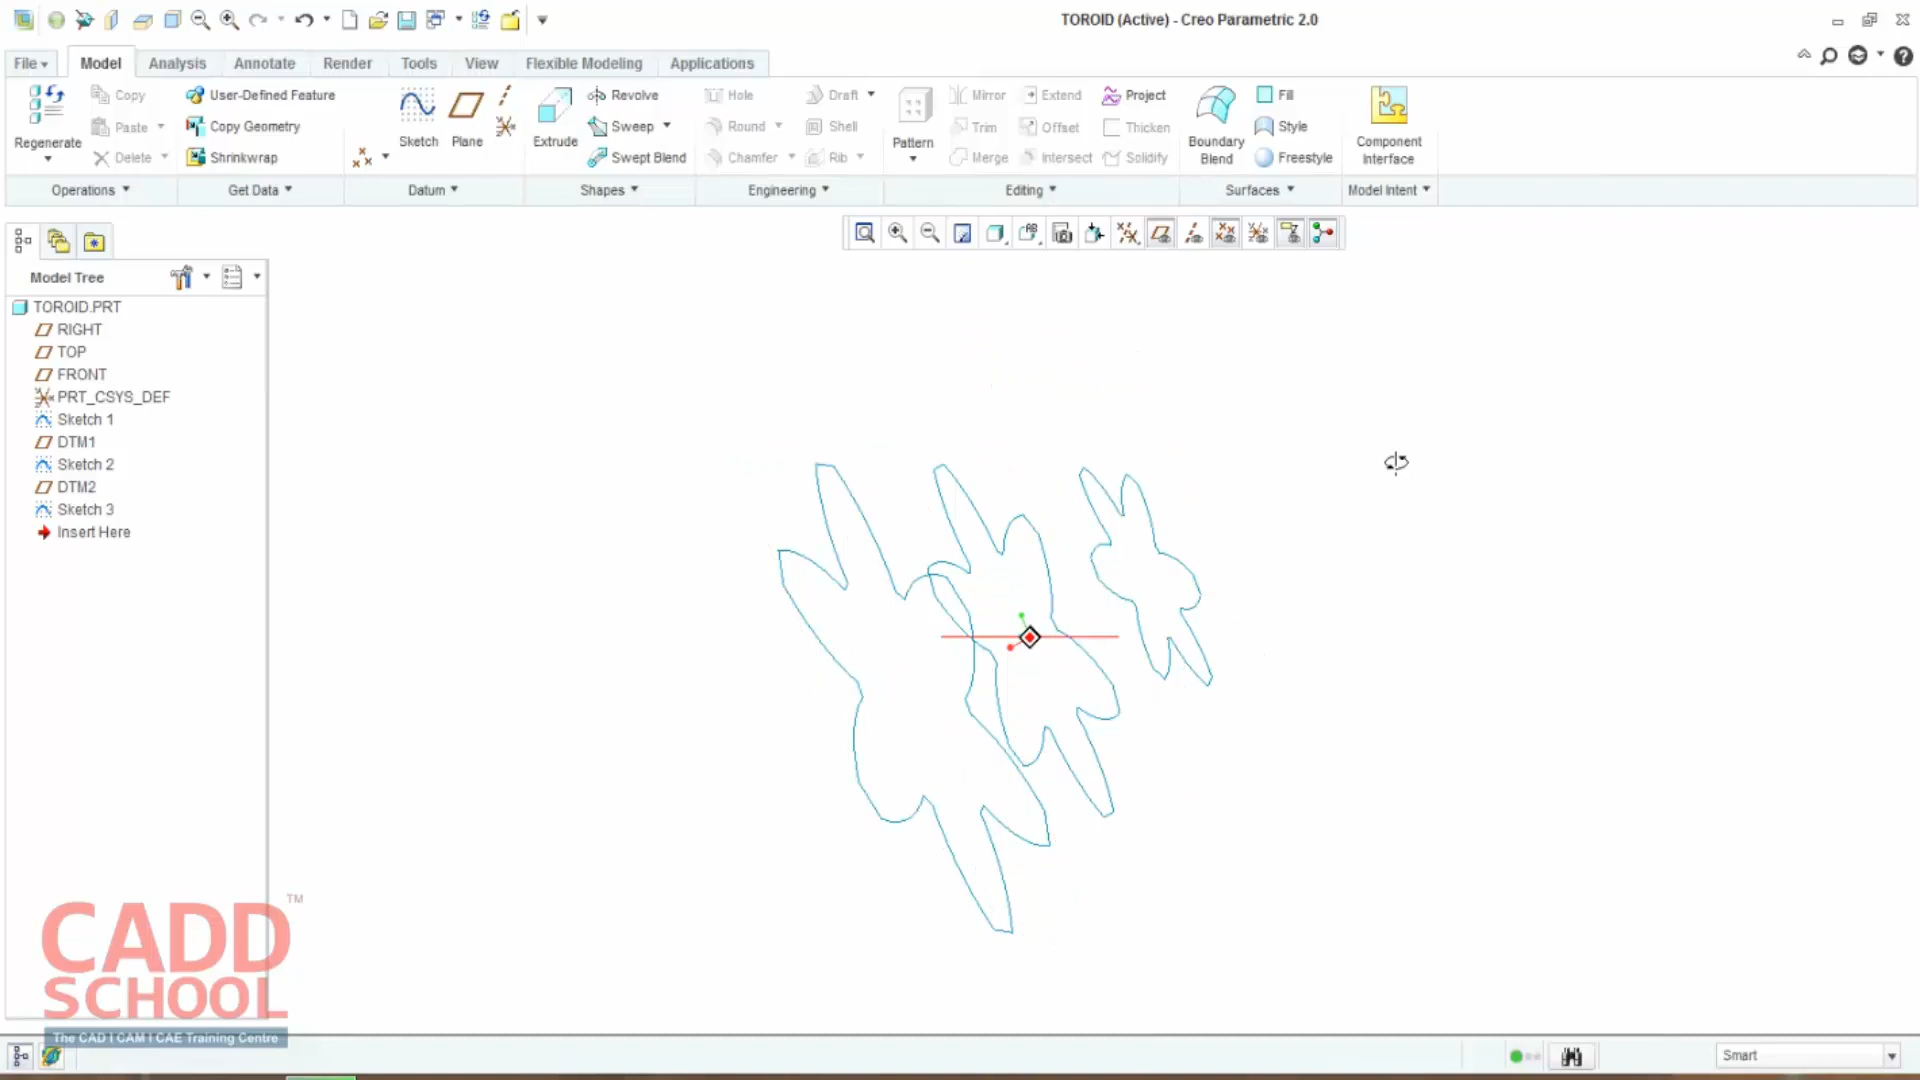 TOROID (Active) - Creo Parametric 2.0
File Model Analysis Annotate Render Tools View Flexible Modeling Applications
Regenerate
Copy
Paste
Delete
Operations
User-Defined Feature
Copy Geometry
Shrinkwrap
Get Data
Sketch
Plane
Datum
Extrude
Revolve
Sweep
Swept Blend
Shapes
Hole
Round
Chamfer
Draft
Shell
Rib
Engineering
Pattern
Mirror
Trim
Merge
Extend
Offset
Intersect
Project
Thicken
Solidify
Editing
Boundary
Blend
Fill
Style
Freestyle
Surfaces
Component
Interface
Model Intent
Model Tree
TOROID.PRT
RIGHT
TOP
FRONT
PRT_CSYS_DEF
Sketch 1
DTM1
Sketch 2
DTM2
Sketch 3
Insert Here
CADD
TM
SCHOOL
The CAD I CAM I CAE Training Centre
Smart